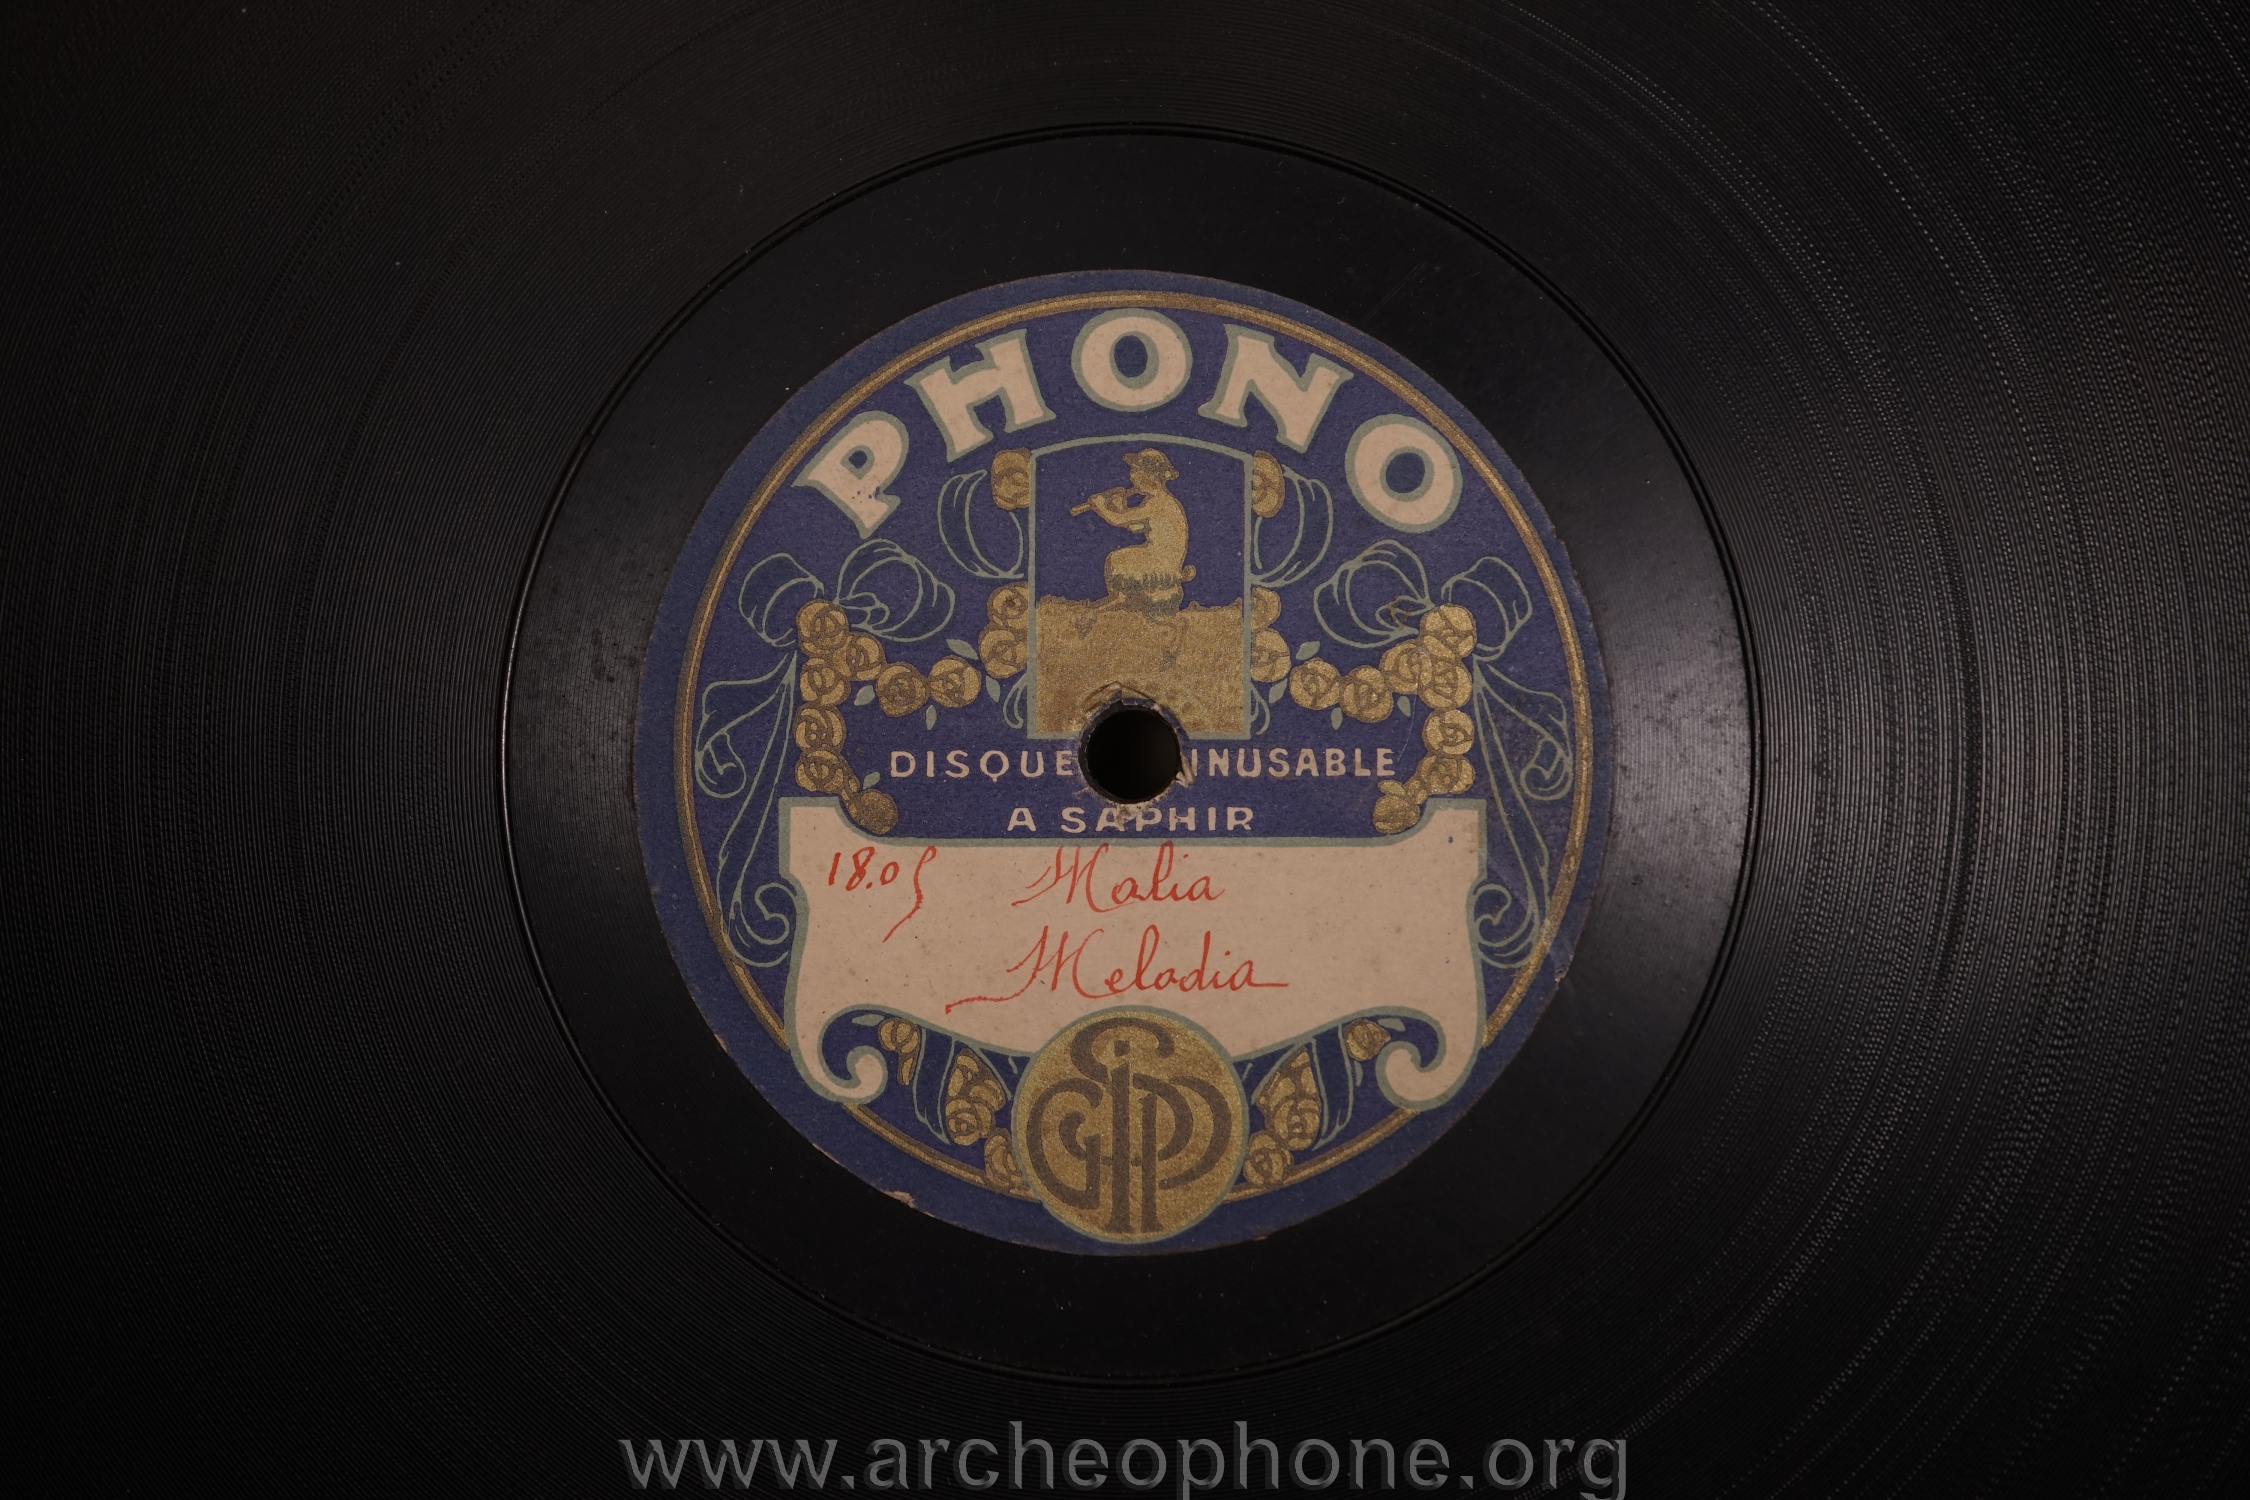 PHONO
DISQUE INUSABLE
A SAPHIR
18.05 Malia
Melodia
www.archeophone.org